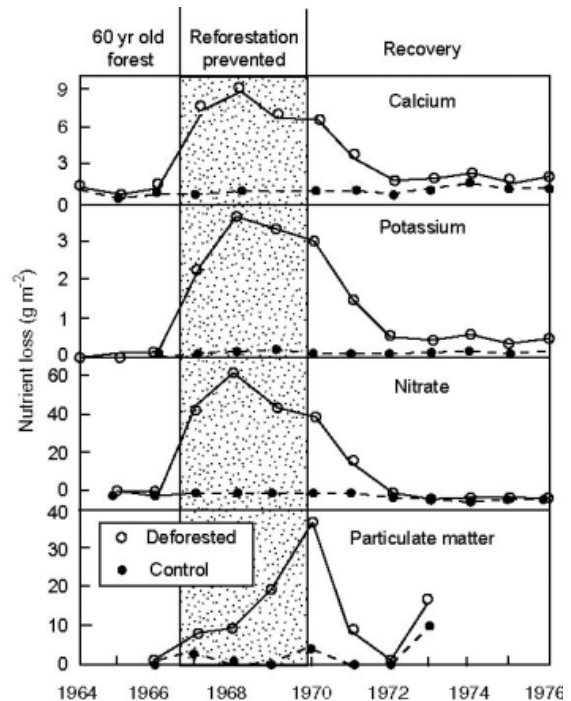 60 yr old
forest
Reforestation
prevented
Recovery
Nutrient loss (g m-2)
9
6
3
0
Calcium
3
2
1
0
Potassium
60
40
20
0
Nitrate
40
30
20
10
0
Particulate matter
Deforested
Control
1964 1966 1968 1970 1972 1974 1976